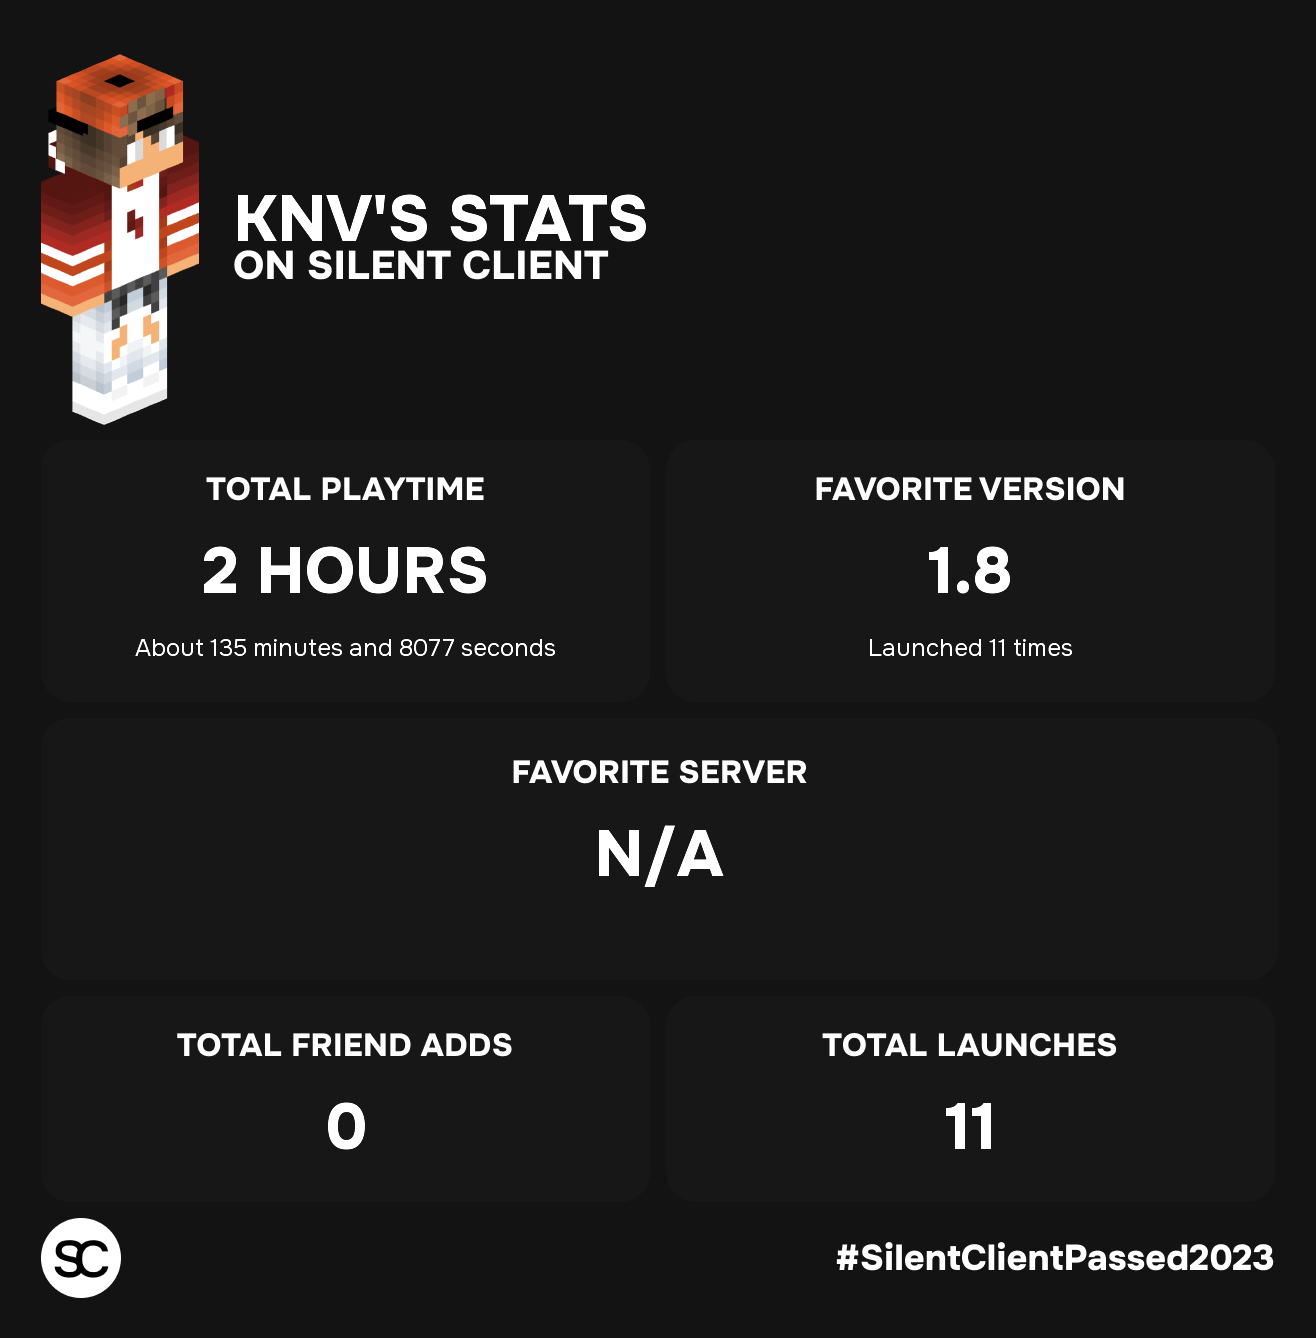 KNV'S STATS
ON SILENT CLIENT
TOTAL PLAYTIME
2 HOURS
About 135 minutes and 8077 seconds
FAVORITE VERSION
1.8
Launched 11 times
FAVORITE SERVER
N/A
TOTAL FRIEND ADDS
0
TOTAL LAUNCHES
11
SC
#SilentClientPassed2023